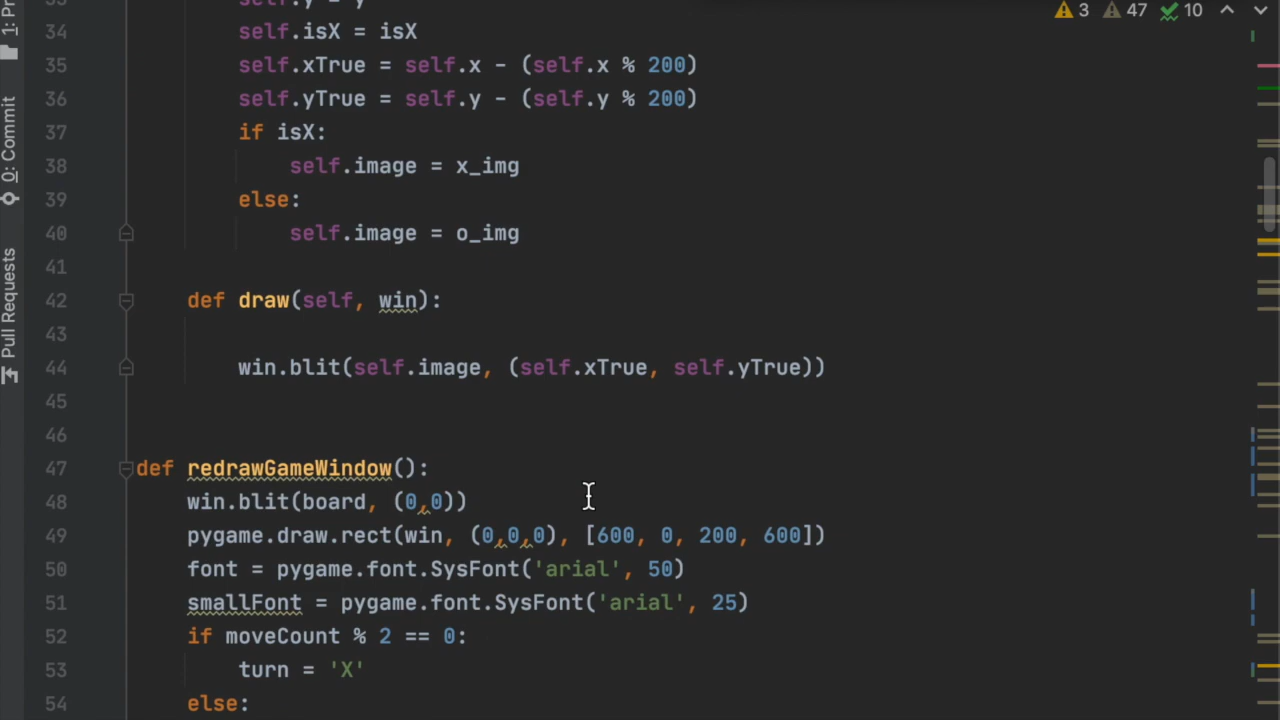 3 47 10
33 self.y = y
34 self.isX = isX
35 self.xTrue = self.x - (self.x % 200)
36 self.yTrue = self.y - (self.y % 200)
37 if isX:
38 self.image = x_img
39 else:
40 self.image = o_img
41
42 def draw(self, win):
43
44 win.blit(self.image, (self.xTrue, self.yTrue))
45
46
47 def redrawGameWindow():
48 win.blit(board, (0,0))
49 pygame.draw.rect(win, (0,0,0), [600, 0, 200, 600])
50 font = pygame.font.SysFont('arial', 50)
51 smallFont = pygame.font.SysFont('arial', 25)
52 if moveCount % 2 == 0:
53 turn = 'X'
54 else:
0: Commit
Pull Requests